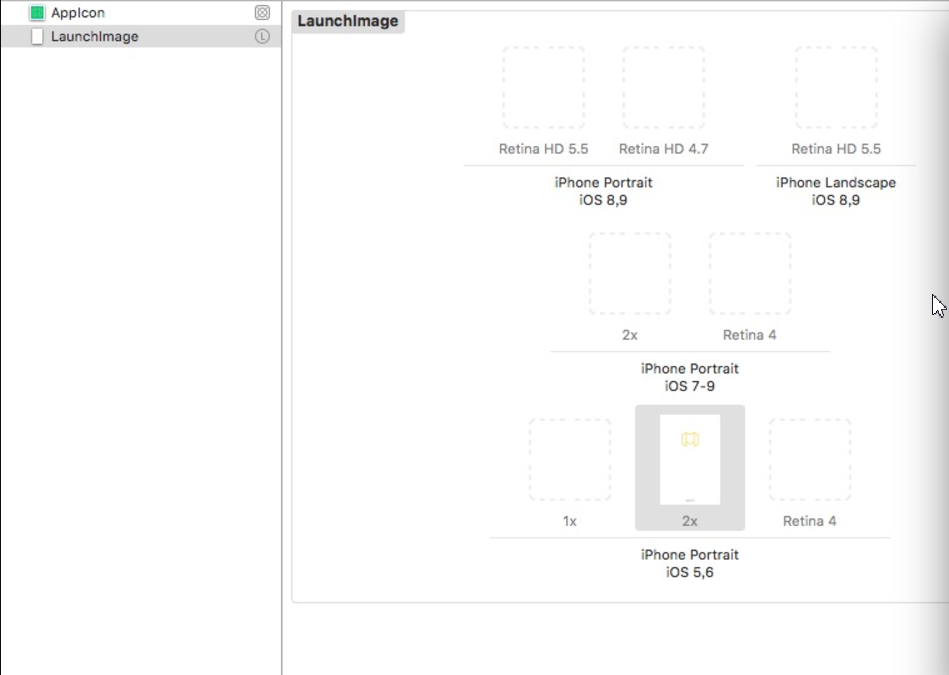 AppIcon
LaunchImage
L
LaunchImage
Retina HD 5.5
Retina HD 4.7
Retina HD 5.5
iPhone Portrait
iOS 8,9
iPhone Landscape
iOS 8,9
2x
Retina 4
iPhone Portrait
iOS 7-9
1x
2x
Retina 4
iPhone Portrait
iOS 5,6